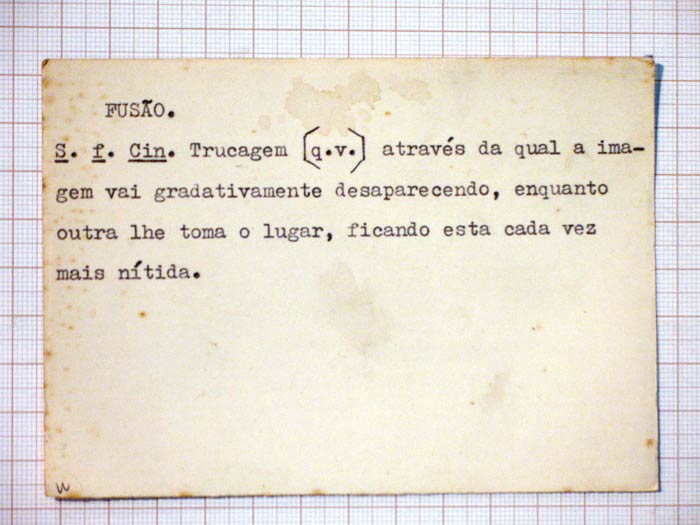 FUSÃO.
S. f. Cin. Trucagem [q.v.] através da qual a ima-
gem vai gradativamente desaparecendo, enquanto
outra lhe toma o lugar, ficando esta cada vez
mais nítida.